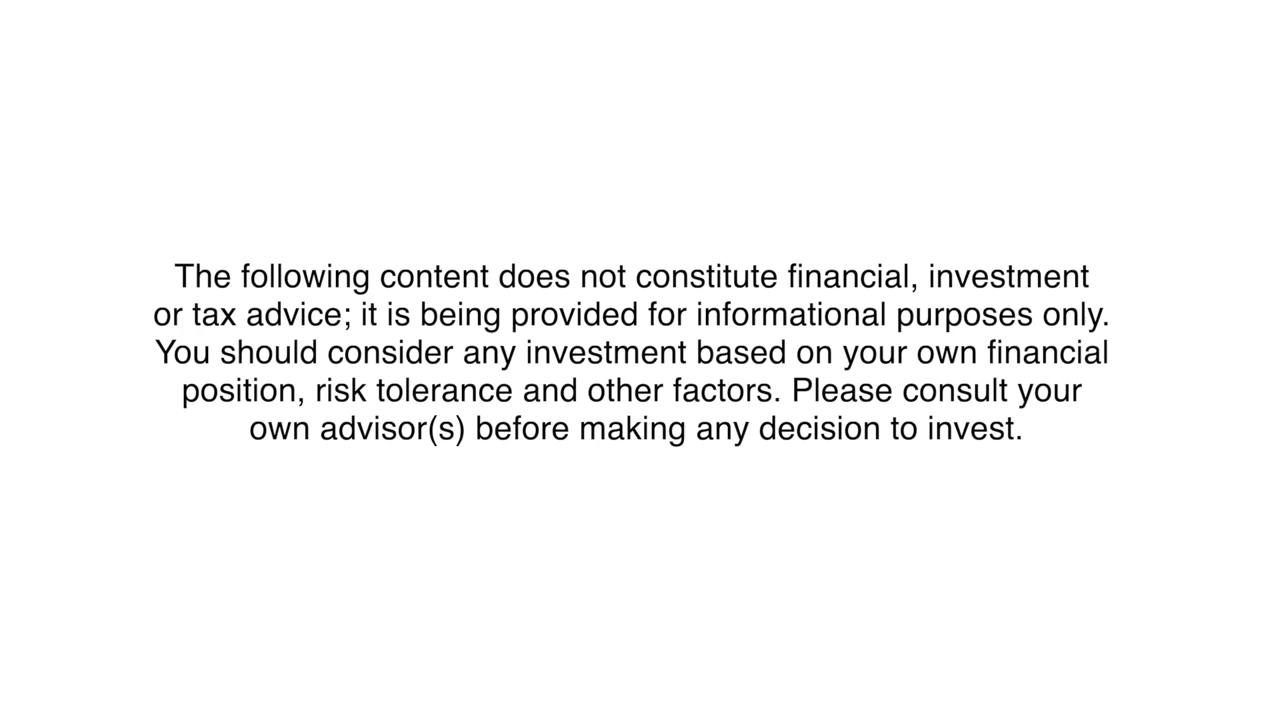 The following content does not constitute financial, investment
or tax advice; it is being provided for informational purposes only.
You should consider any investment based on your own financial
position, risk tolerance and other factors. Please consult your
own advisor(s) before making any decision to invest.